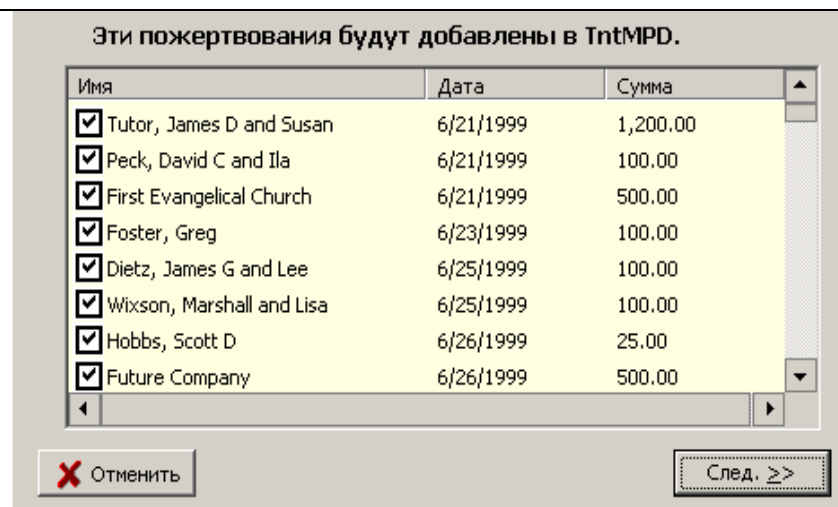 Эти пожертвования будут добавлены в TntMPD.
Имя Дата Сумма
Tutor, James D and Susan 6/21/1999 1,200.00
Peck, David C and Ila 6/21/1999 100.00
First Evangelical Church 6/21/1999 500.00
Foster, Greg 6/23/1999 100.00
Dietz, James G and Lee 6/25/1999 100.00
Wixson, Marshall and Lisa 6/25/1999 100.00
Hobbs, Scott D 6/26/1999 25.00
Future Company 6/26/1999 500.00
Отменить След. >>